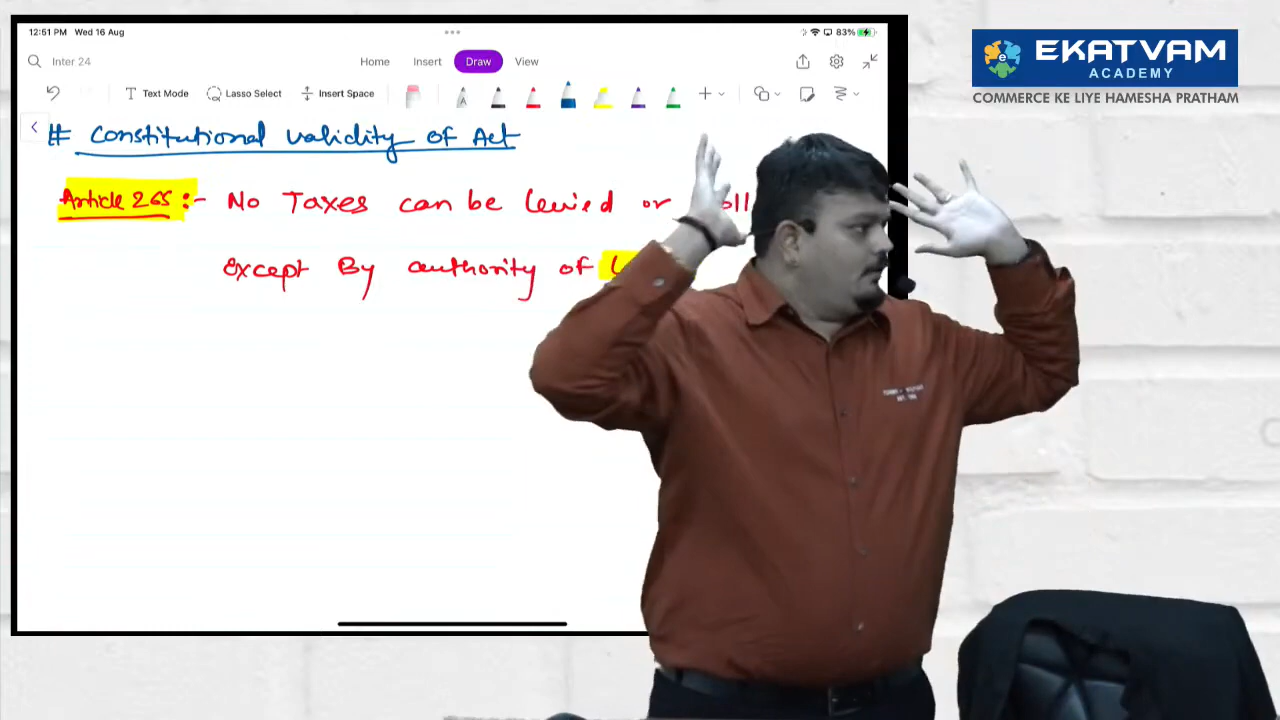 12:51 PM Wed 16 Aug
83%
Inter 24
Home Insert Draw View
Text Mode Lasso Select Insert Space
# Constitutional validity of Act
Article 265 :- No Taxes can be levied or
Except By authority of
EKATVAM
ACADEMY
COMMERCE KE LIYE HAMESHA PRATHAM